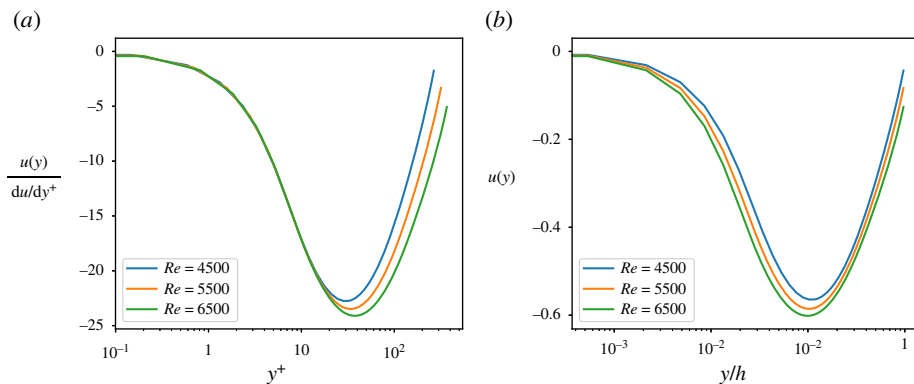 (a)
0
−5
−10
−15
−20
−25
u(y)
du/dy⁺
Re = 4500
Re = 5500
Re = 6500
10⁻¹ 1 10¹ 10²
y⁺
(b)
0
−0.2
−0.4
−0.6
u(y)
Re = 4500
Re = 5500
Re = 6500
10⁻³ 10⁻² 10⁻² 1
y/h